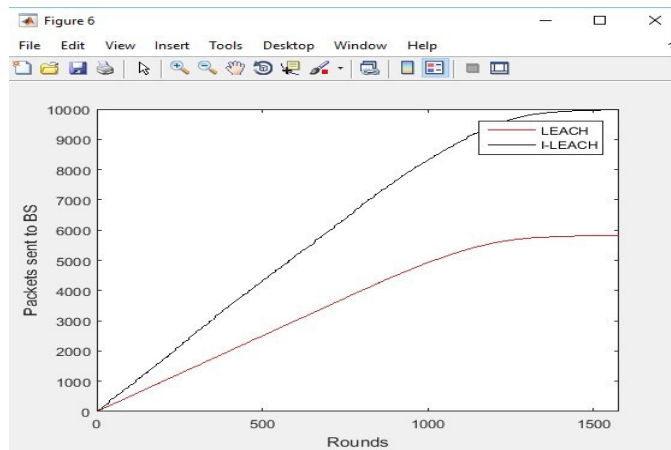 Figure 6
File Edit View Insert Tools Desktop Window Help
10000
9000
8000
7000
6000
5000
4000
3000
2000
1000
0
Packets sent to BS
LEACH
I-LEACH
0 500 1000 1500
Rounds